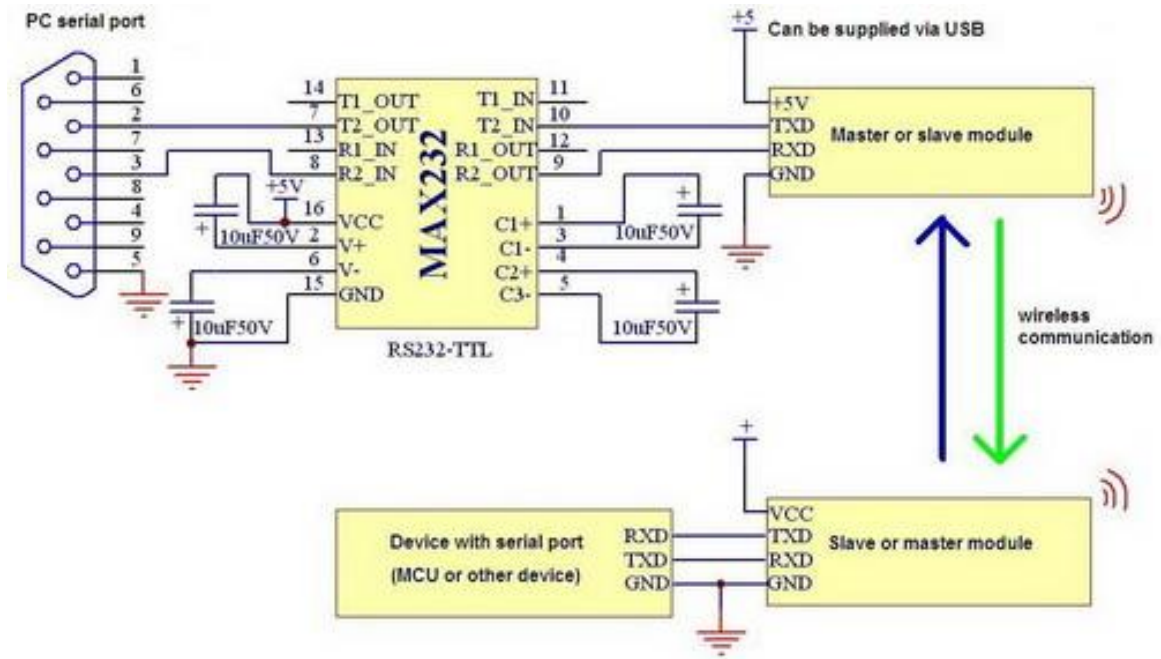 PC serial port
1
6
2
7
3
8
4
9
5
14
7
13
8
16
2
6
15
T1_OUT
T2_OUT
R1_IN
R2_IN
VCC
V+
V-
GND
MAX232
T1_IN
T2_IN
R1_OUT
R2_OUT
C1+
C1-
C2+
C3-
11
10
12
9
1
3
4
5
RS232-TTL
+5V
+
10uF50V
+
10uF50V
+
10uF50V
+
10uF50V
+5
Can be supplied via USB
+5V
TXD
RXD
GND
Master or slave module
wireless
communication
+
VCC
TXD
RXD
GND
Slave or master module
Device with serial port
(MCU or other device)
RXD
TXD
GND